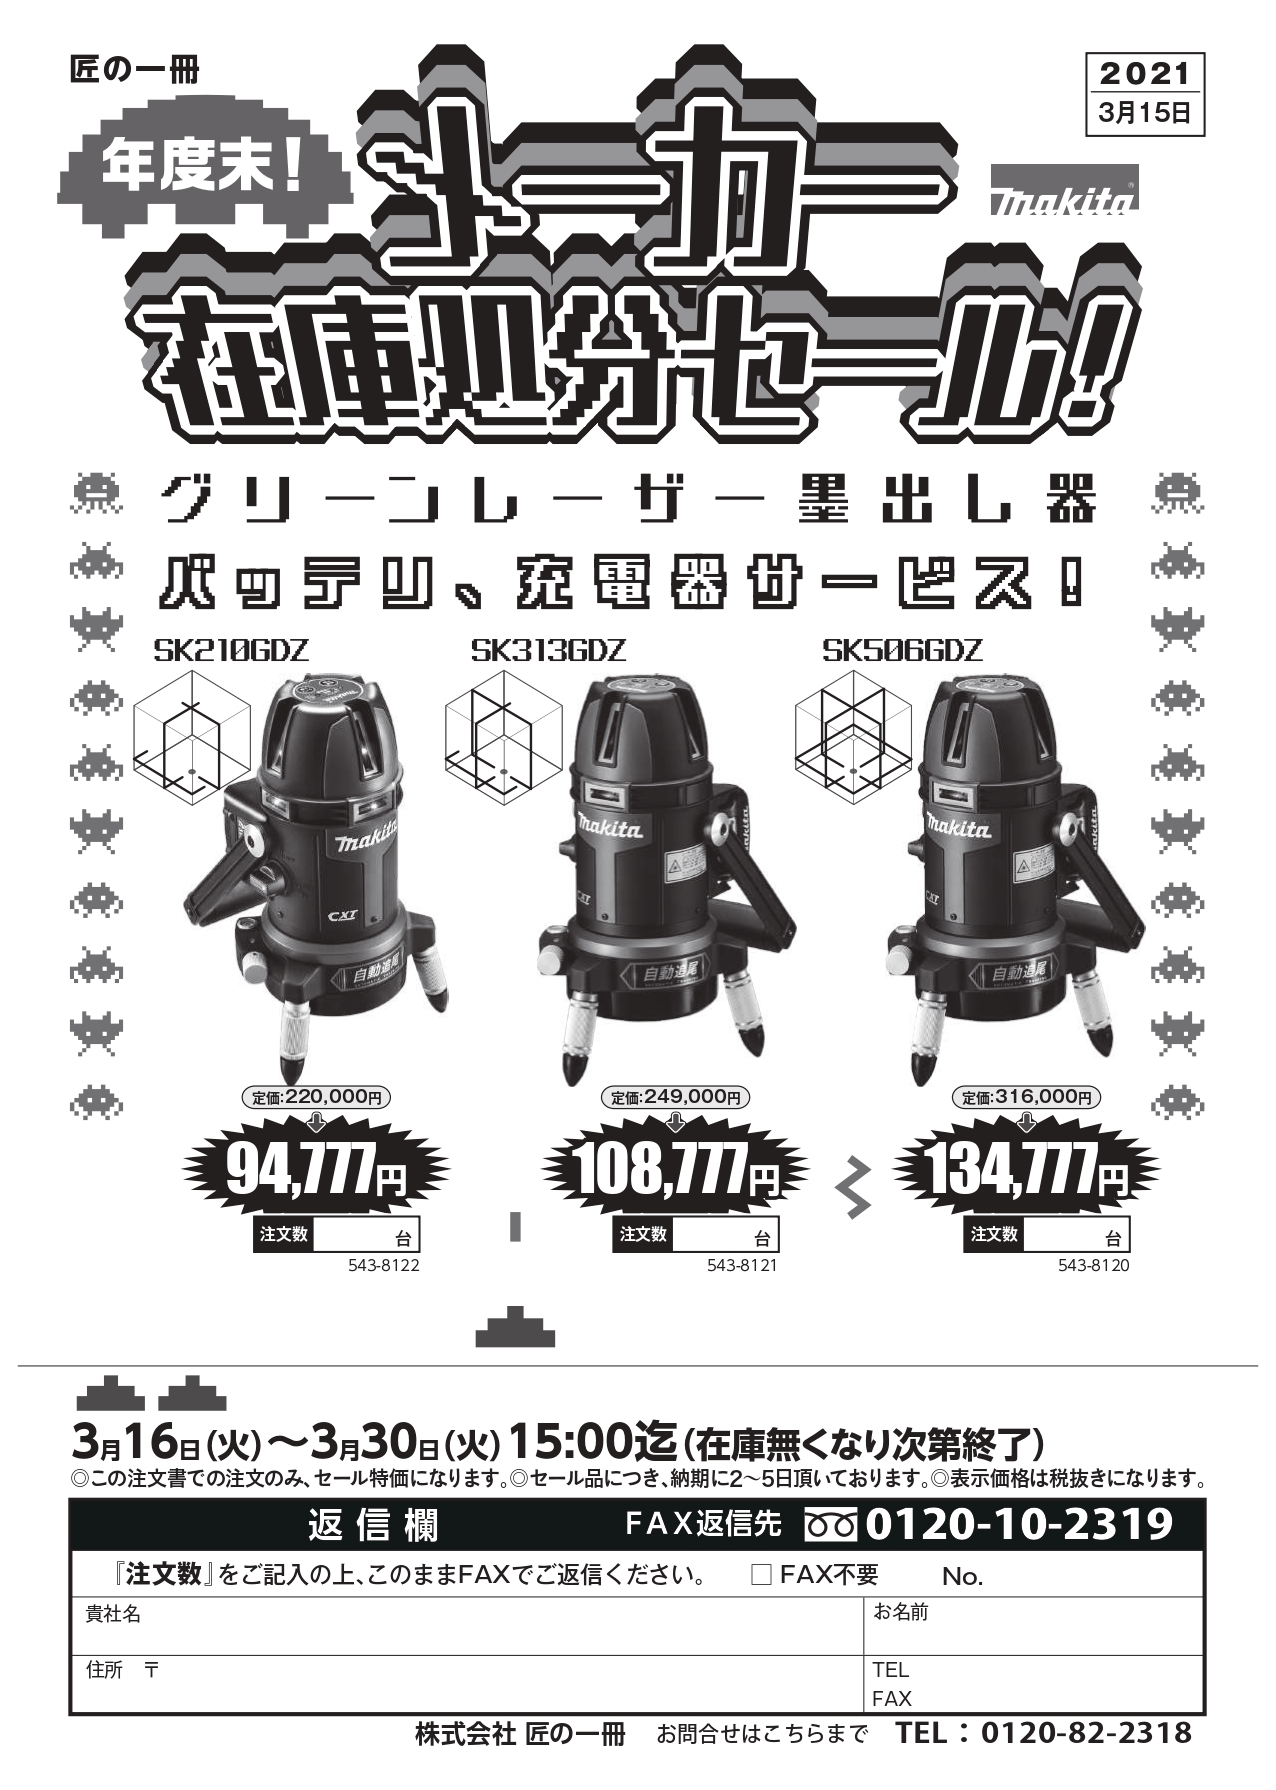 匠の一冊
2021
3月15日
年度末!
メーカー
makita
在庫処分セール!
グリーンレーザー墨出し器
バッテリ、充電器サービス!
SK210GDZ
SK313GDZ
SK506GDZ
makita
CXT
自動追尾
makita
CXT
自動追尾
makita
CXT
自動追尾
定価:220,000円
94,777円
注文数 台
543-8122
定価:249,000円
108,777円
注文数 台
543-8121
定価:316,000円
134,777円
注文数 台
543-8120
3月16日(火)〜3月30日(火)15:00迄(在庫無くなり次第終了)
◎この注文書での注文のみ、セール特価になります。◎セール品につき、納期に2〜5日頂いております。◎表示価格は税抜きになります。
返信欄 FAX返信先 0120-10-2319
『注文数』をご記入の上、このままFAXでご返信ください。 □ FAX不要 No.
貴社名 お名前
住所 〒 TEL
FAX
株式会社 匠の一冊 お問合せはこちらまで TEL：0120-82-2318